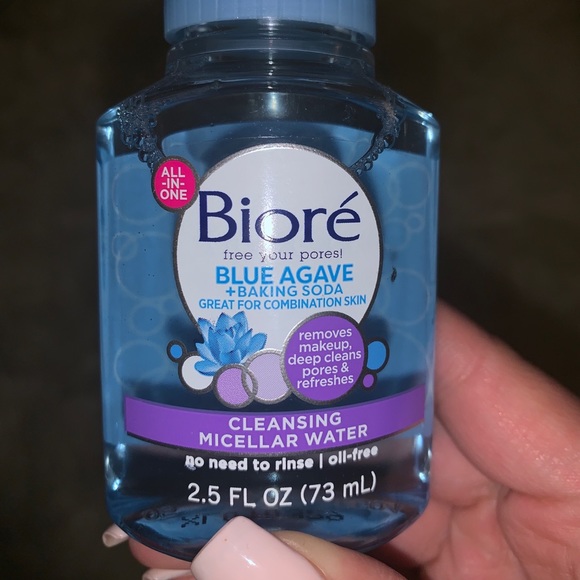 ALL
-IN-
ONE
Bioré
free your pores!
BLUE AGAVE
+BAKING SODA
GREAT FOR COMBINATION SKIN
removes
makeup,
deep cleans
pores &
refreshes
CLEANSING
MICELLAR WATER
no need to rinse | oil-free
2.5 FL OZ (73 mL)